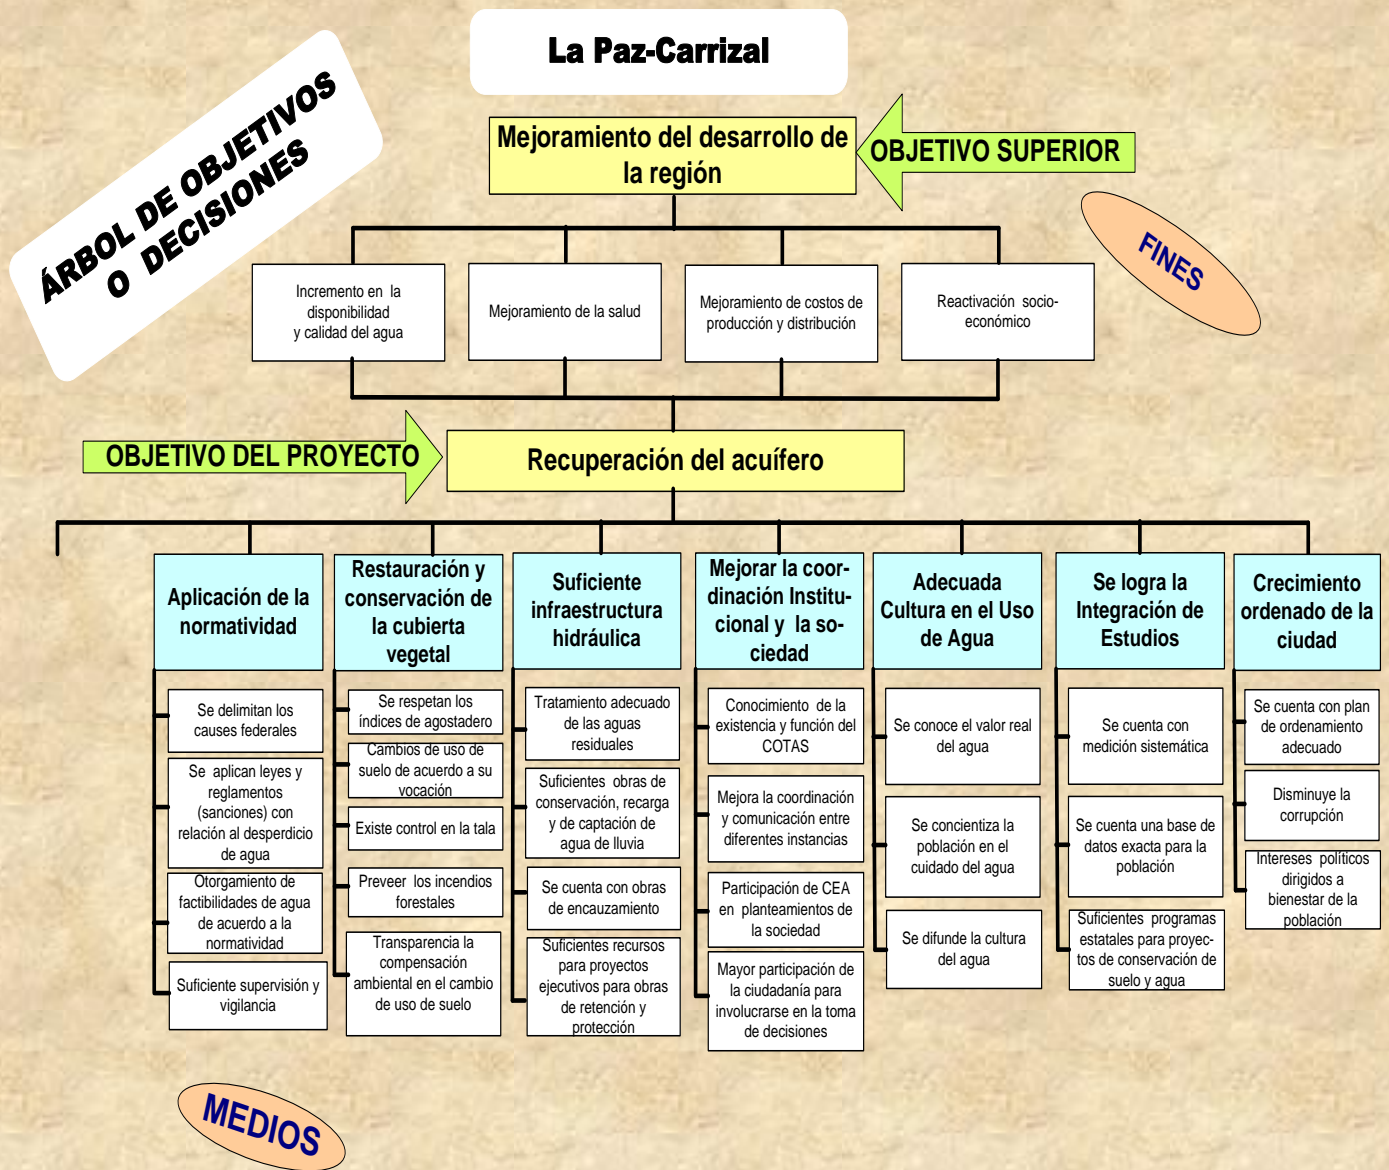 La Paz-Carrizal
ÁRBOL DE OBJETIVOS
O DECISIONES
Mejoramiento del desarrollo de
la región
OBJETIVO SUPERIOR
FINES
Incremento en la
disponibilidad
y calidad del agua
Mejoramiento de la salud
Mejoramiento de costos de
producción y distribución
Reactivación socio-
económico
OBJETIVO DEL PROYECTO
Recuperación del acuífero
Aplicación de la
normatividad
Se delimitan los
causes federales
Se aplican leyes y
reglamentos
(sanciones) con
relación al desperdicio
de agua
Otorgamiento de
factibilidades de agua
de acuerdo a la
normatividad
Suficiente supervisión y
vigilancia
Restauración y
conservación de
la cubierta
vegetal
Se respetan los
índices de agostadero
Cambios de uso de
suelo de acuerdo a su
vocación
Existe control en la tala
Preveer los incendios
forestales
Transparencia la
compensación
ambiental en el cambio
de uso de suelo
Suficiente
infraestructura
hidráulica
Tratamiento adecuado
de las aguas
residuales
Suficientes obras de
conservación, recarga
y de captación de
agua de lluvia
Se cuenta con obras
de encauzamiento
Suficientes recursos
para proyectos
ejecutivos para obras
de retención y
protección
Mejorar la coor-
dinación Institu-
cional y la so-
ciedad
Conocimiento de la
existencia y función del
COTAS
Mejora la coordinación
y comunicación entre
diferentes instancias
Participación de CEA
en planteamientos de
la sociedad
Mayor participación de
la ciudadanía para
involucrarse en la toma
de decisiones
Adecuada
Cultura en el Uso
de Agua
Se conoce el valor real
del agua
Se concientiza la
población en el
cuidado del agua
Se difunde la cultura
del agua
Se logra la
Integración de
Estudios
Se cuenta con
medición sistemática
Se cuenta una base de
datos exacta para la
población
Suficientes programas
estatales para proyec-
tos de conservación de
suelo y agua
Crecimiento
ordenado de la
ciudad
Se cuenta con plan
de ordenamiento
adecuado
Disminuye la
corrupción
Intereses políticos
dirigidos a
bienestar de la
población
MEDIOS